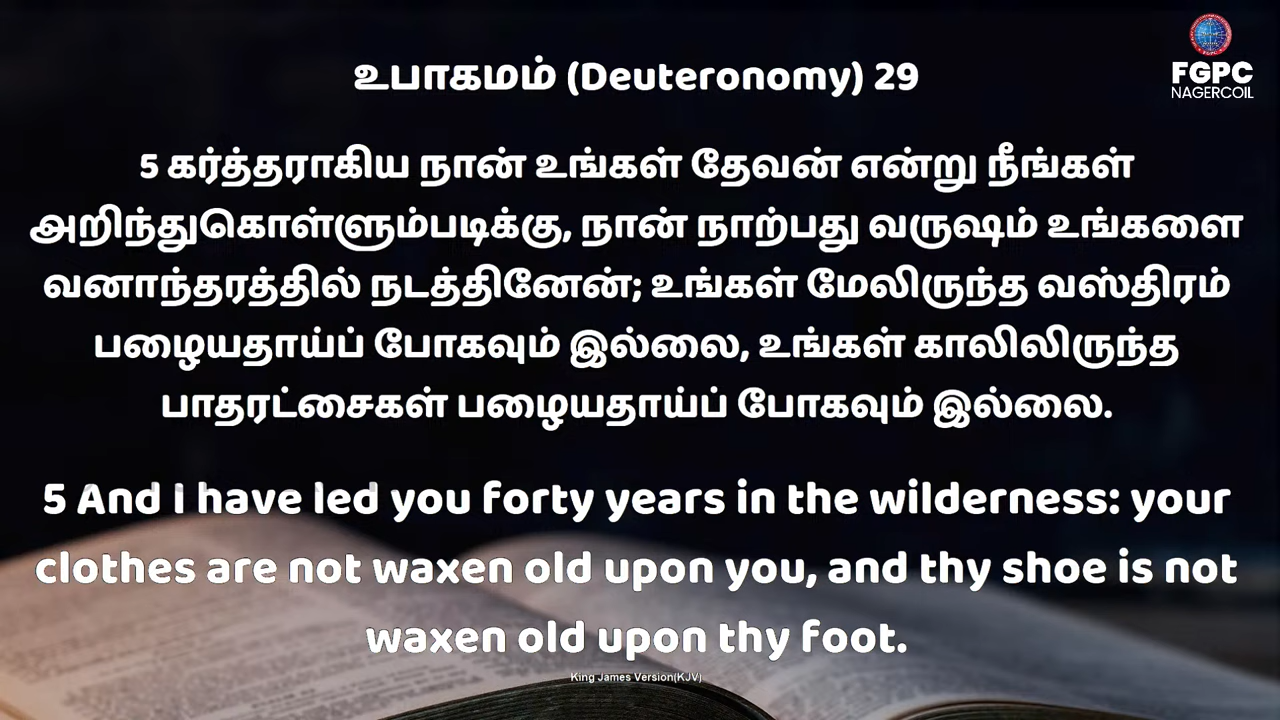 உபாகமம் (Deuteronomy) 29
FGPC
NAGERCOIL
5 கர்த்தராகிய நான் உங்கள் தேவன் என்று நீங்கள்
அறிந்துகொள்ளும்படிக்கு, நான் நாற்பது வருஷம் உங்களை
வனாந்தரத்தில் நடத்தினேன்; உங்கள் மேலிருந்த வஸ்திரம்
பழையதாய்ப் போகவும் இல்லை, உங்கள் காலிலிருந்த
பாதரட்சைகள் பழையதாய்ப் போகவும் இல்லை.
5 And I have led you forty years in the wilderness: your
clothes are not waxen old upon you, and thy shoe is not
waxen old upon thy foot.
King James Version(KJV)